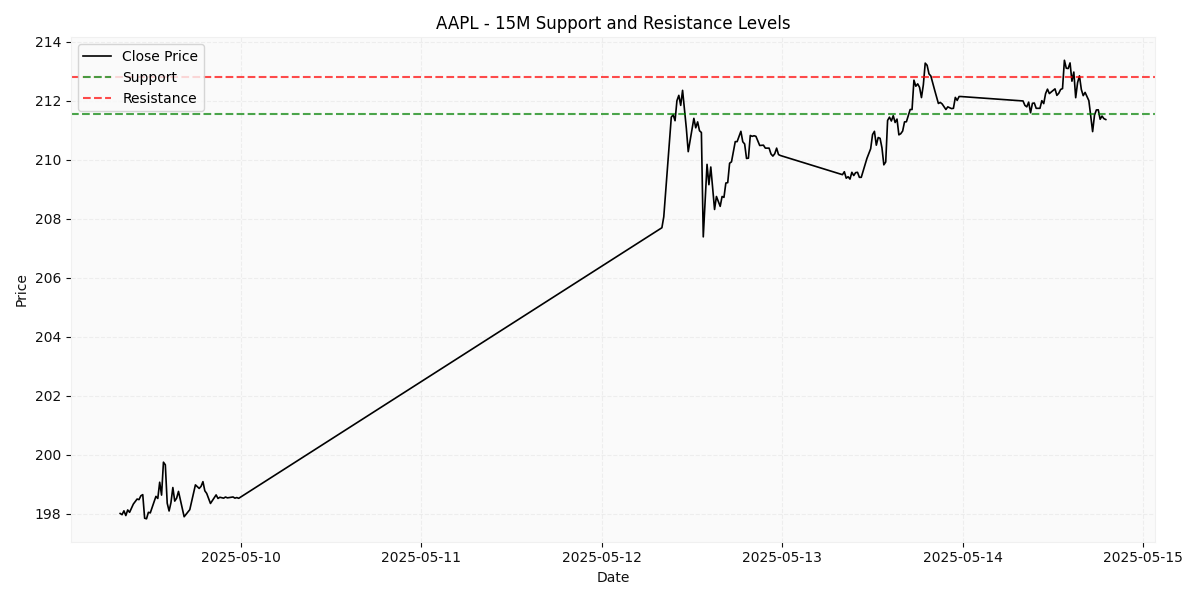 AAPL - 15M Support and Resistance Levels
Close Price
Support
Resistance
Price
214
212
210
208
206
204
202
200
198
2025-05-10
2025-05-11
2025-05-12
2025-05-13
2025-05-14
2025-05-15
Date